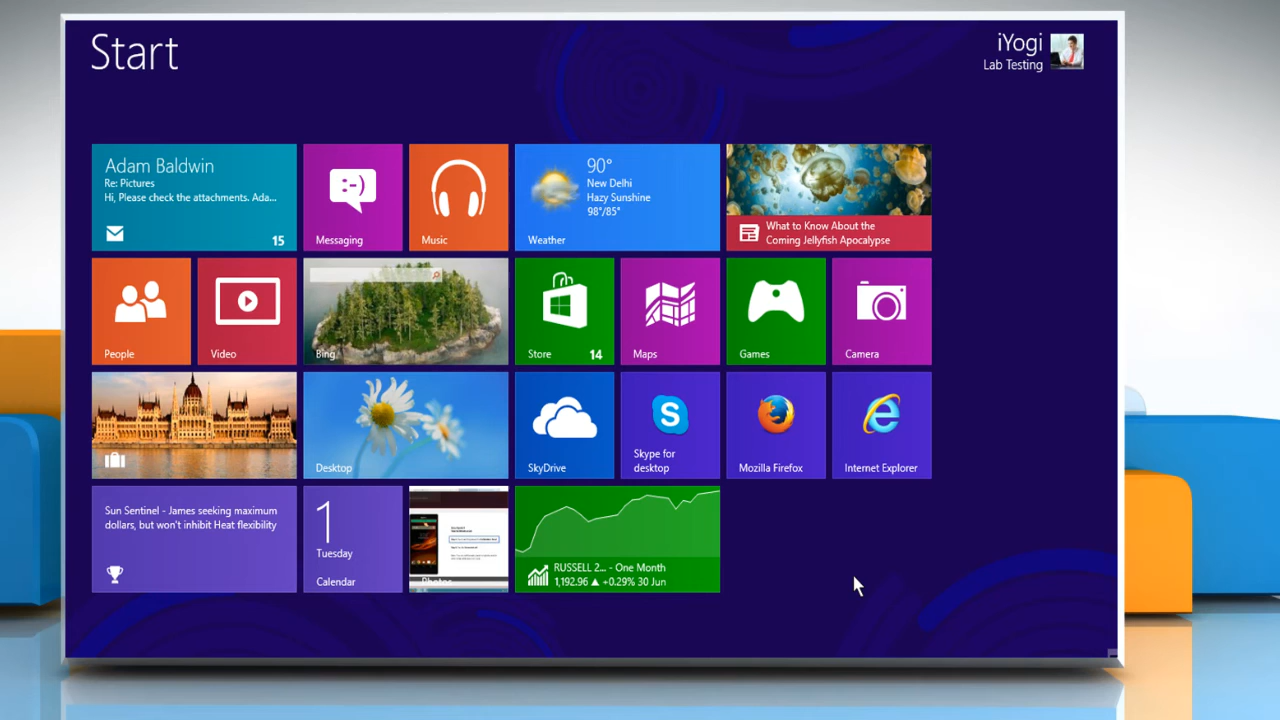 Start
iYogi
Lab Testing
Adam Baldwin
Re: Pictures
Hi, Please check the attachments. Ada...
15
:-)
Messaging
Music
90°
New Delhi
Hazy Sunshine
98°/85°
Weather
What to Know About the
Coming Jellyfish Apocalypse
People
Video
Bing
Store
14
Maps
Games
Camera
Desktop
SkyDrive
S
Skype for
desktop
Mozilla Firefox
Internet Explorer
Sun Sentinel - James seeking maximum
dollars, but won't inhibit Heat flexibility
1
Tuesday
Calendar
Photos
RUSSELL 2... - One Month
1,192.96 ▲ +0.29% 30 Jun